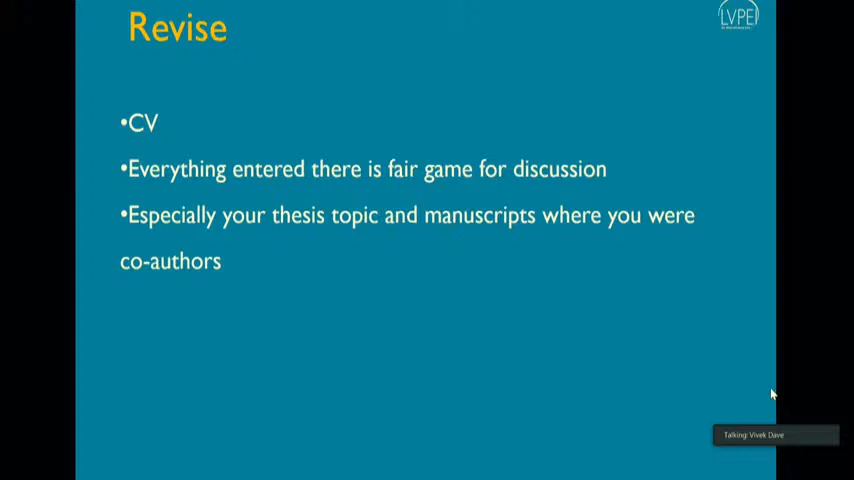 Revise
LVPEI
•CV
•Everything entered there is fair game for discussion
•Especially your thesis topic and manuscripts where you were
co-authors
Talking: Vivek Dave